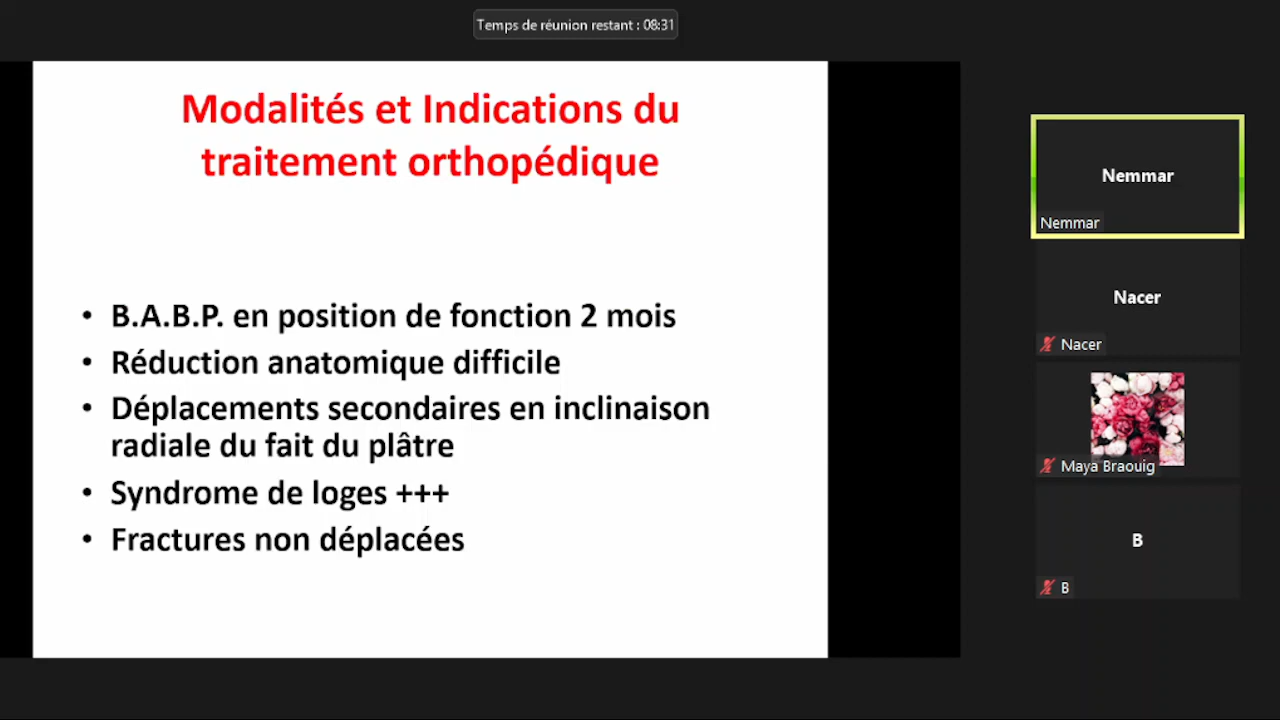 Temps de réunion restant : 08:31
Modalités et Indications du
traitement orthopédique
• B.A.B.P. en position de fonction 2 mois
• Réduction anatomique difficile
• Déplacements secondaires en inclinaison
radiale du fait du plâtre
• Syndrome de loges +++
• Fractures non déplacées
Nemmar
Nemmar
Nacer
Nacer
Maya Braouig
B
B